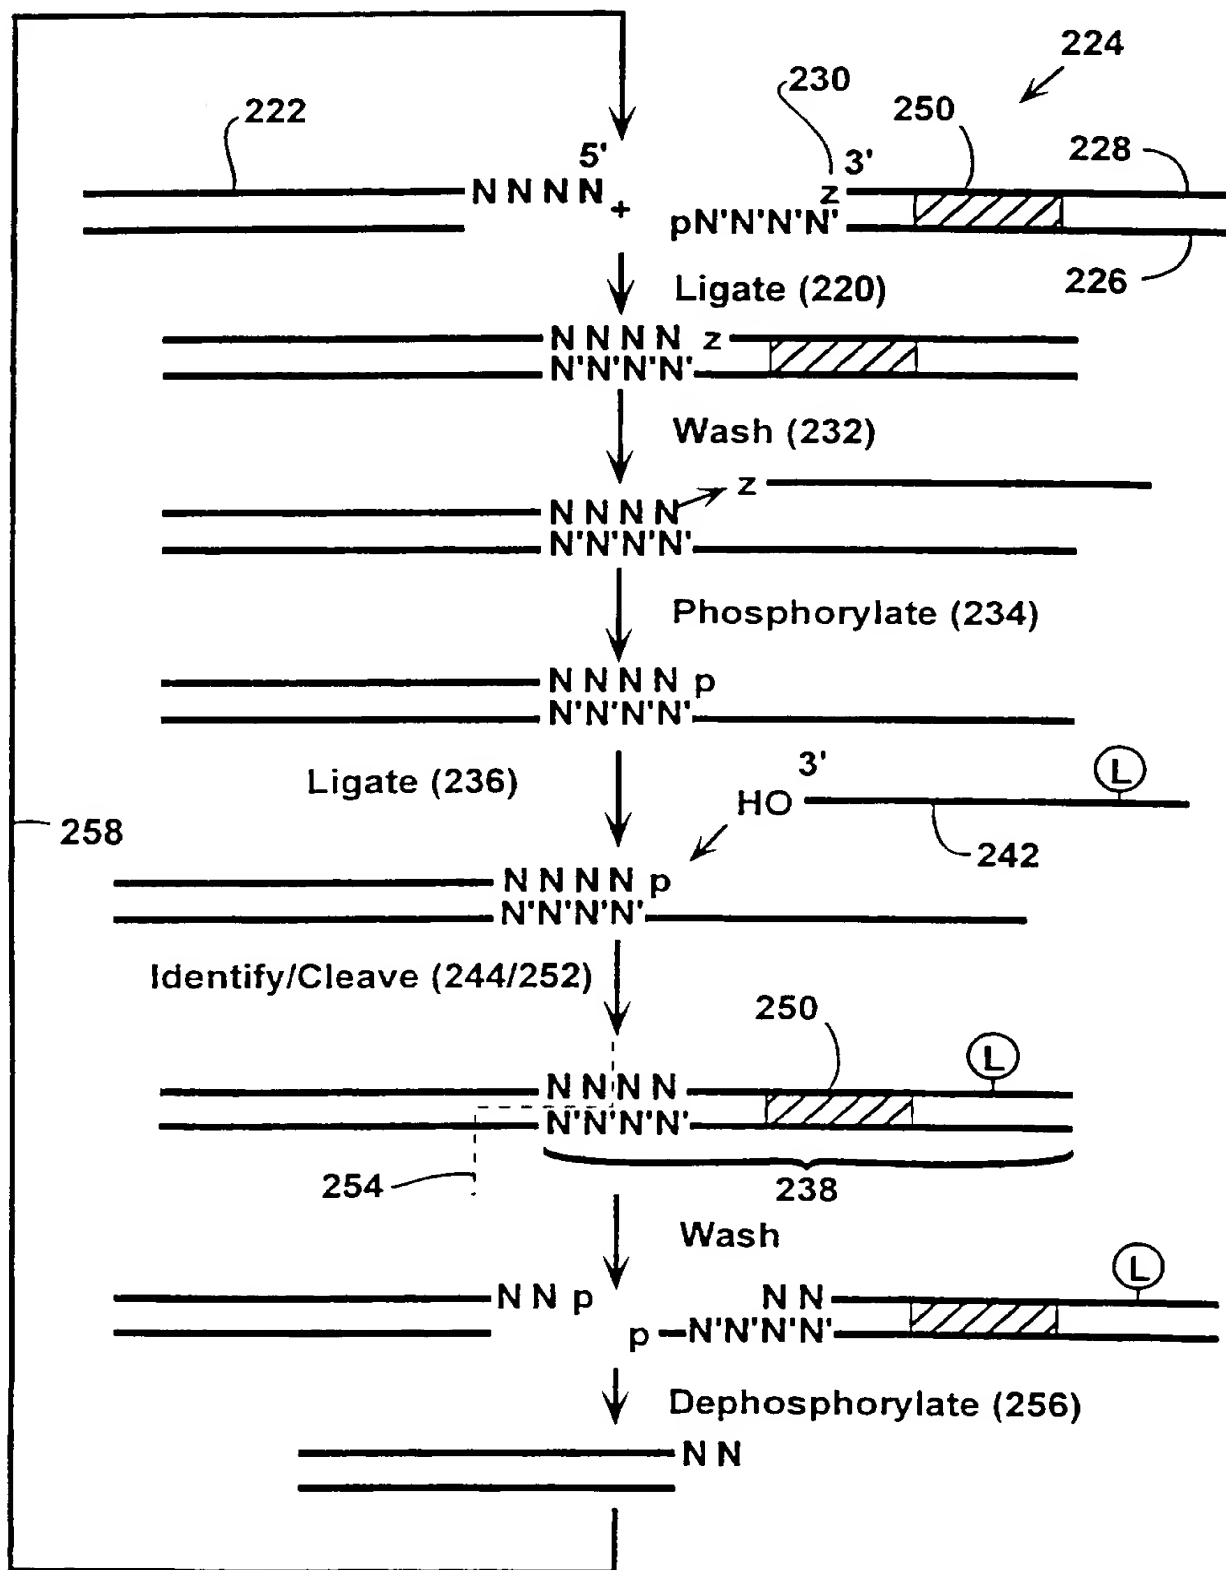 224
230
222
250
5'
3'
228
N N N N
z
+
pN'N'N'N'
226
Ligate (220)
N N N N z
N'N'N'N'
Wash (232)
z
N N N N
N'N'N'N'
Phosphorylate (234)
N N N N p
N'N'N'N'
3'
L
Ligate (236)
HO
258
242
N N N N p
N'N'N'N'
Identify/Cleave (244/252)
250
L
N N N N
N'N'N'N'
254
238
Wash
L
N N p
N N
p
N'N'N'N'
Dephosphorylate (256)
N N